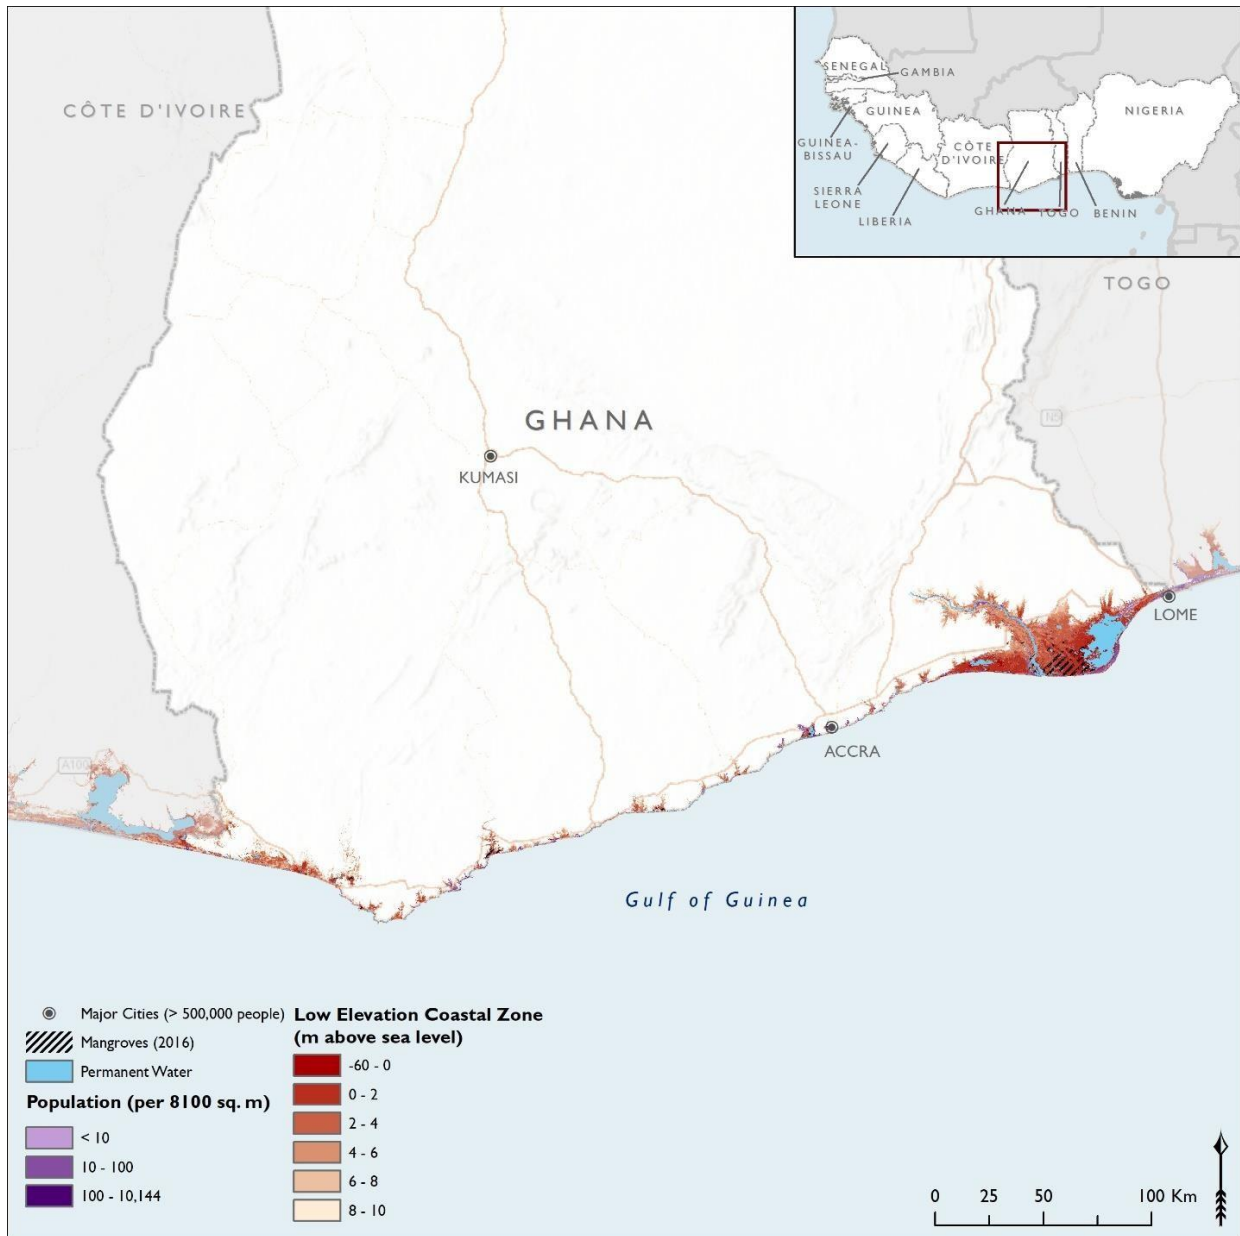 CÔTE D'IVOIRE
SENEGAL
GAMBIA
GUINEA
NIGERIA
GUINEA-
BISSAU
CÔTE
D'IVOIRE
SIERRA
LEONE
LIBERIA
GHANA
TOGO
BENIN
TOGO
N5
GHANA
KUMASI
LOME
ACCRA
A100
Gulf of Guinea
Major Cities (> 500,000 people)
Mangroves (2016)
Permanent Water
Population (per 8100 sq. m)
< 10
10 - 100
100 - 10,144
Low Elevation Coastal Zone
(m above sea level)
-60 - 0
0 - 2
2 - 4
4 - 6
6 - 8
8 - 10
0 25 50 100 Km